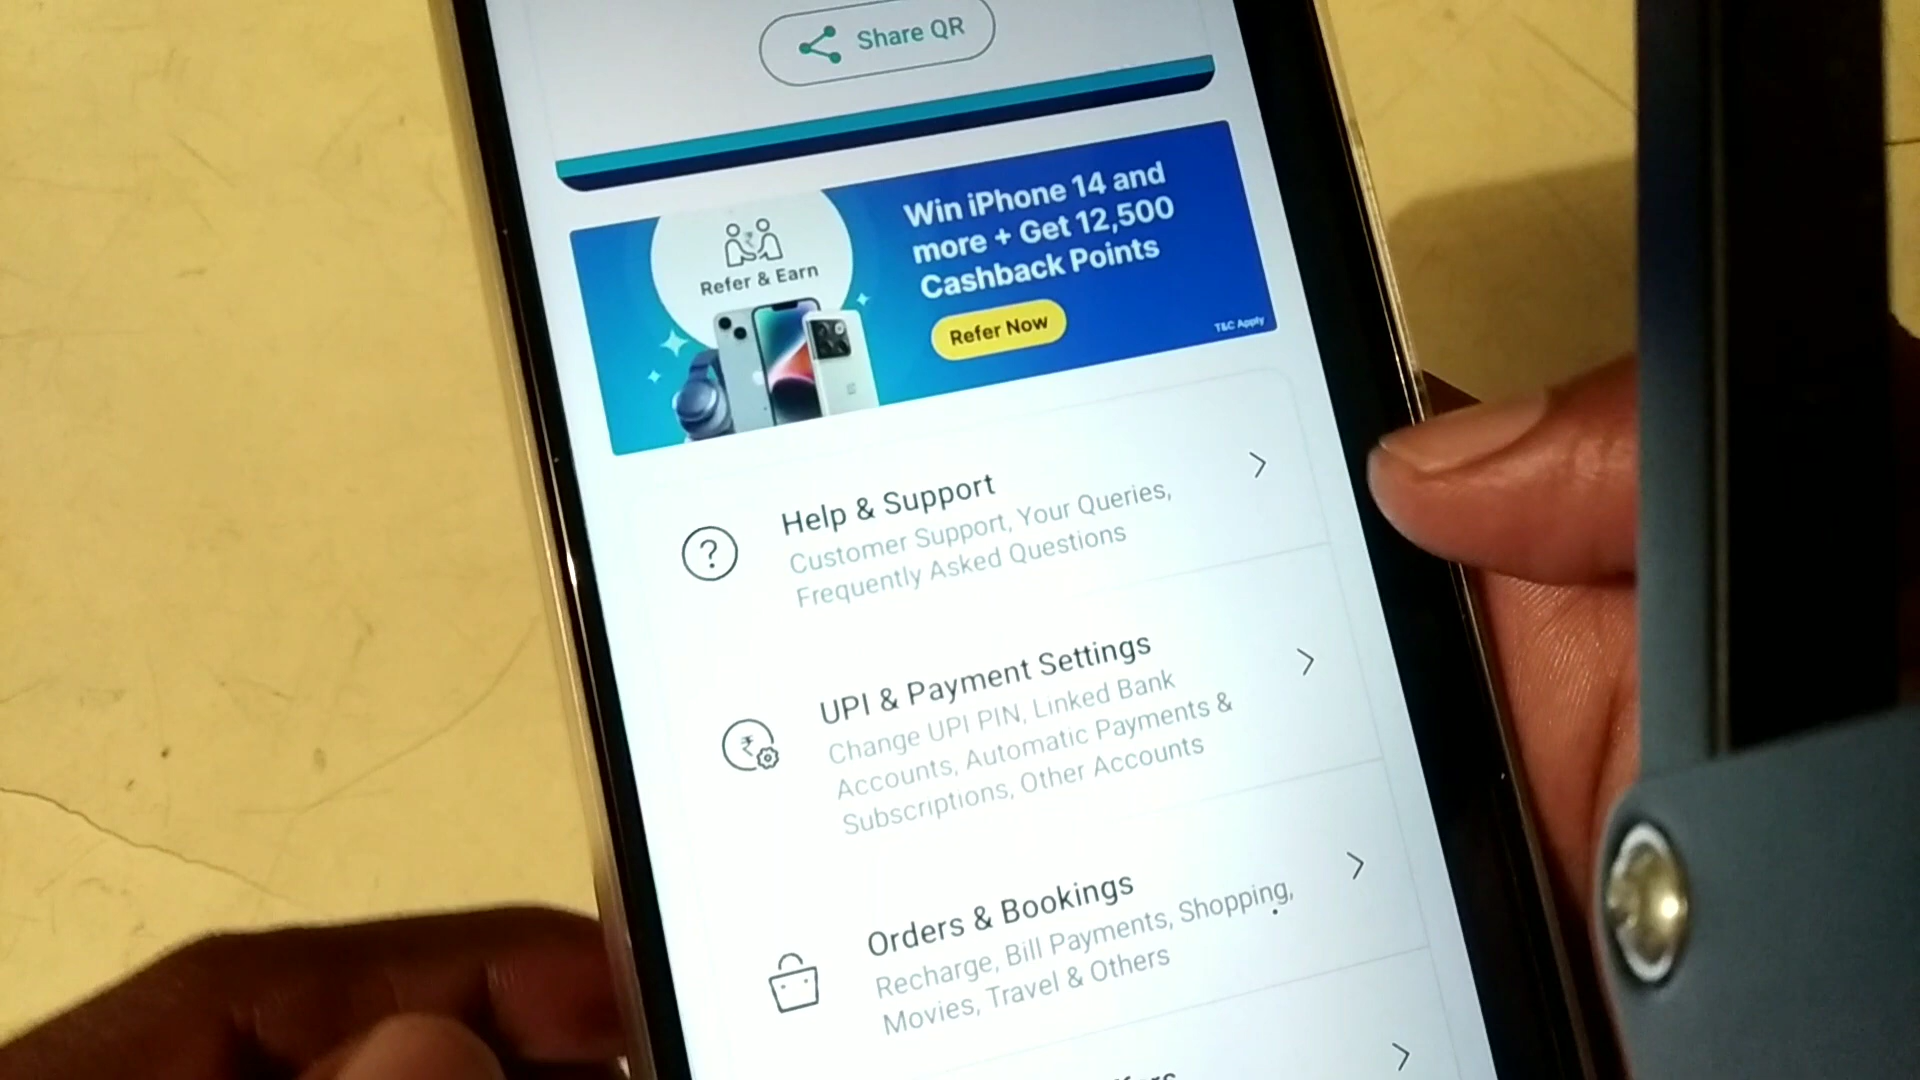 Share QR
Refer & Earn
Win iPhone 14 and
more + Get 12,500
Cashback Points
Refer Now
T&C Apply
Help & Support
Customer Support, Your Queries,
Frequently Asked Questions
UPI & Payment Settings
Change UPI PIN, Linked Bank
Accounts, Automatic Payments &
Subscriptions, Other Accounts
Orders & Bookings
Recharge, Bill Payments, Shopping,
Movies, Travel & Others